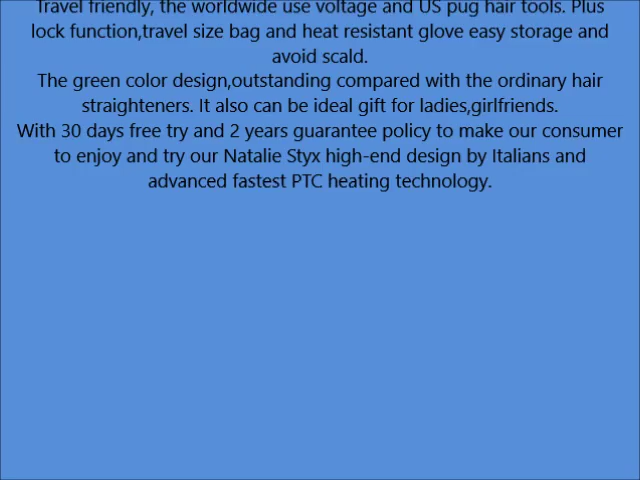 Travel friendly, the worldwide use voltage and US pug hair tools. Plus
lock function,travel size bag and heat resistant glove easy storage and
avoid scald.
The green color design,outstanding compared with the ordinary hair
straighteners. It also can be ideal gift for ladies,girlfriends.
With 30 days free try and 2 years guarantee policy to make our consumer
to enjoy and try our Natalie Styx high-end design by Italians and
advanced fastest PTC heating technology.